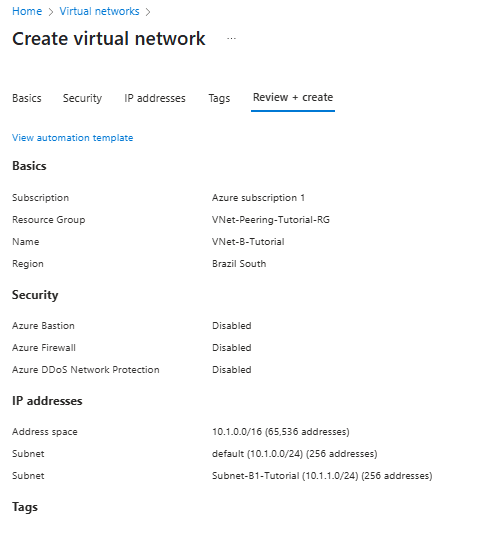 Home > Virtual networks >
Create virtual network ...
Basics Security IP addresses Tags Review + create
View automation template
Basics
Subscription Azure subscription 1
Resource Group VNet-Peering-Tutorial-RG
Name VNet-B-Tutorial
Region Brazil South
Security
Azure Bastion Disabled
Azure Firewall Disabled
Azure DDoS Network Protection Disabled
IP addresses
Address space 10.1.0.0/16 (65,536 addresses)
Subnet default (10.1.0.0/24) (256 addresses)
Subnet Subnet-B1-Tutorial (10.1.1.0/24) (256 addresses)
Tags